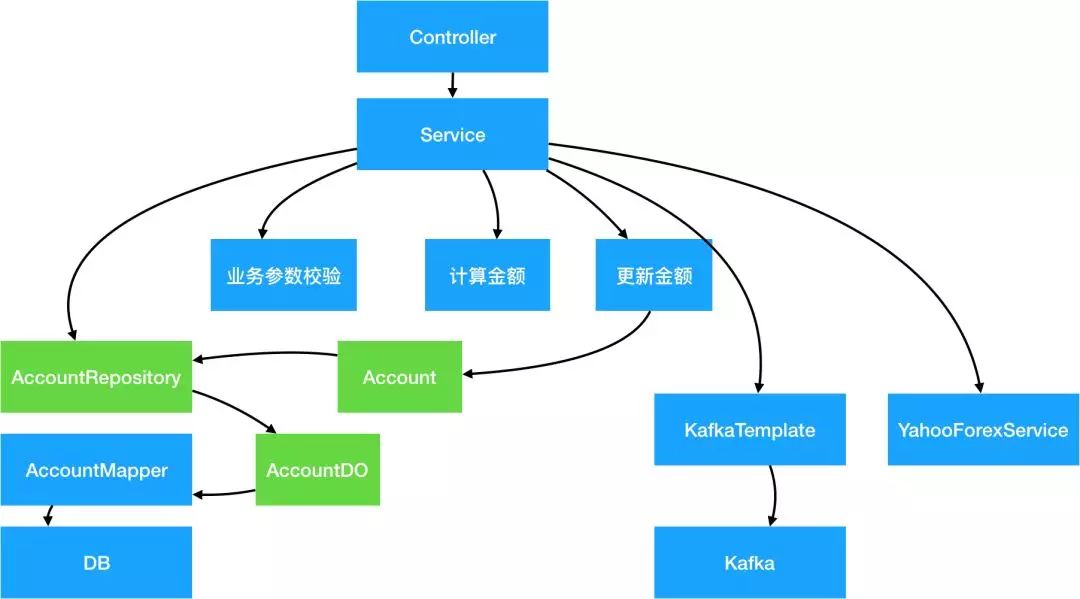 Controller
Service
业务参数校验
计算金额
更新金额
AccountRepository
Account
KafkaTemplate
YahooForexService
AccountMapper
AccountDO
DB
Kafka